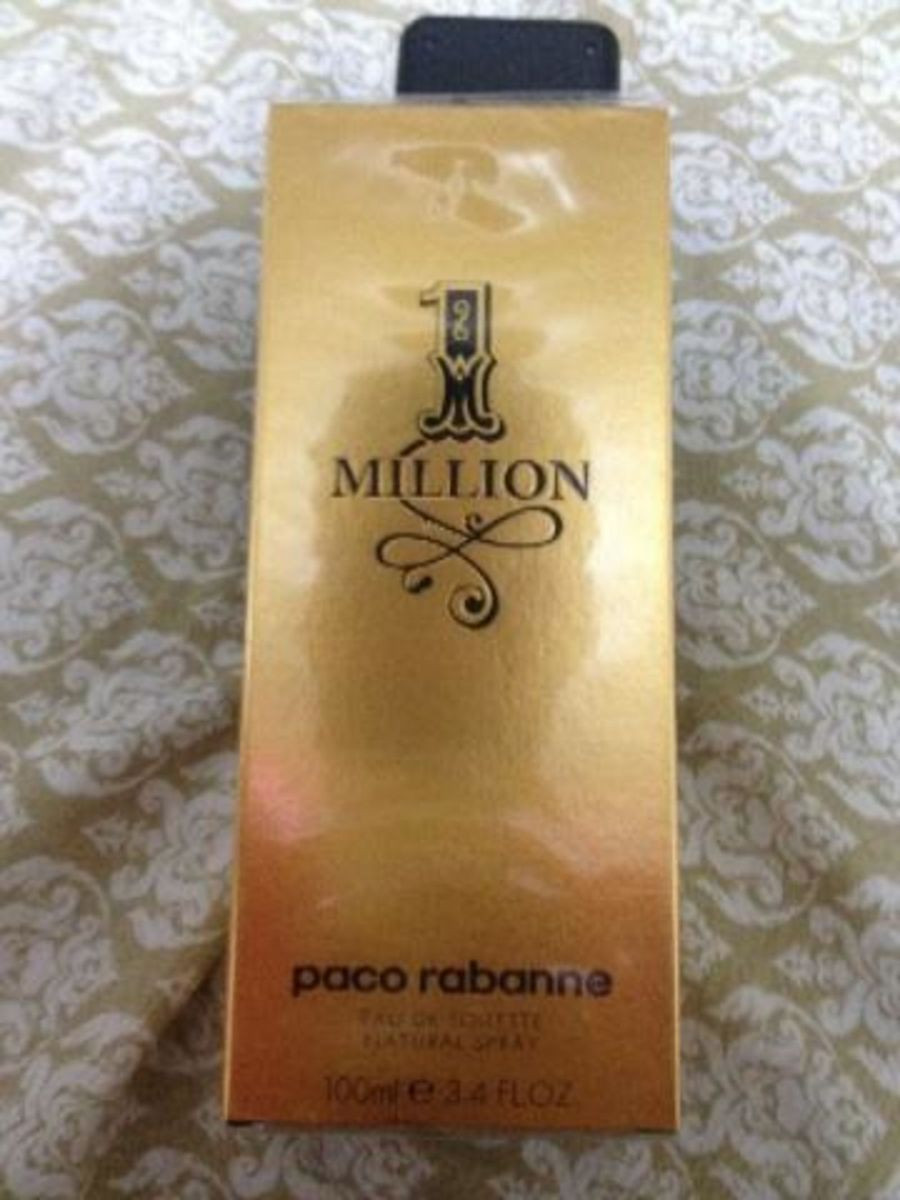 1
MILLION
paco rabanne
EAU DE TOILETTE
NATURAL SPRAY
100ml e 3.4 FL.OZ.